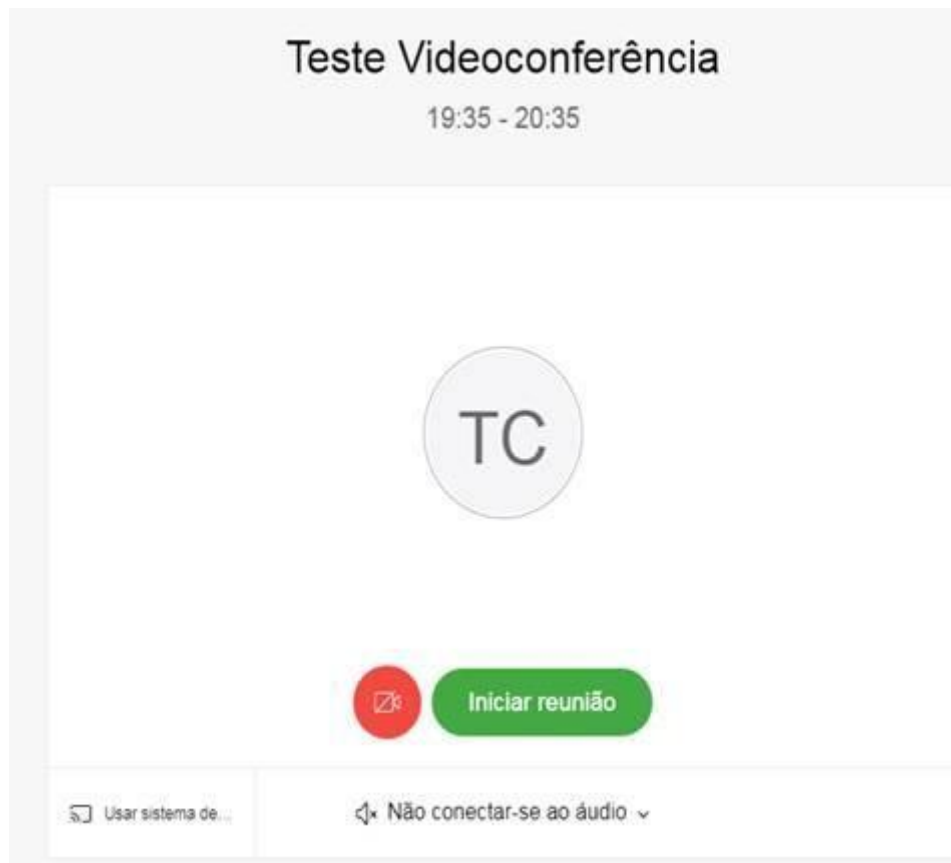 Teste Videoconferência
19:35 - 20:35
TC
Iniciar reunião
Usar sistema de...
Não conectar-se ao áudio